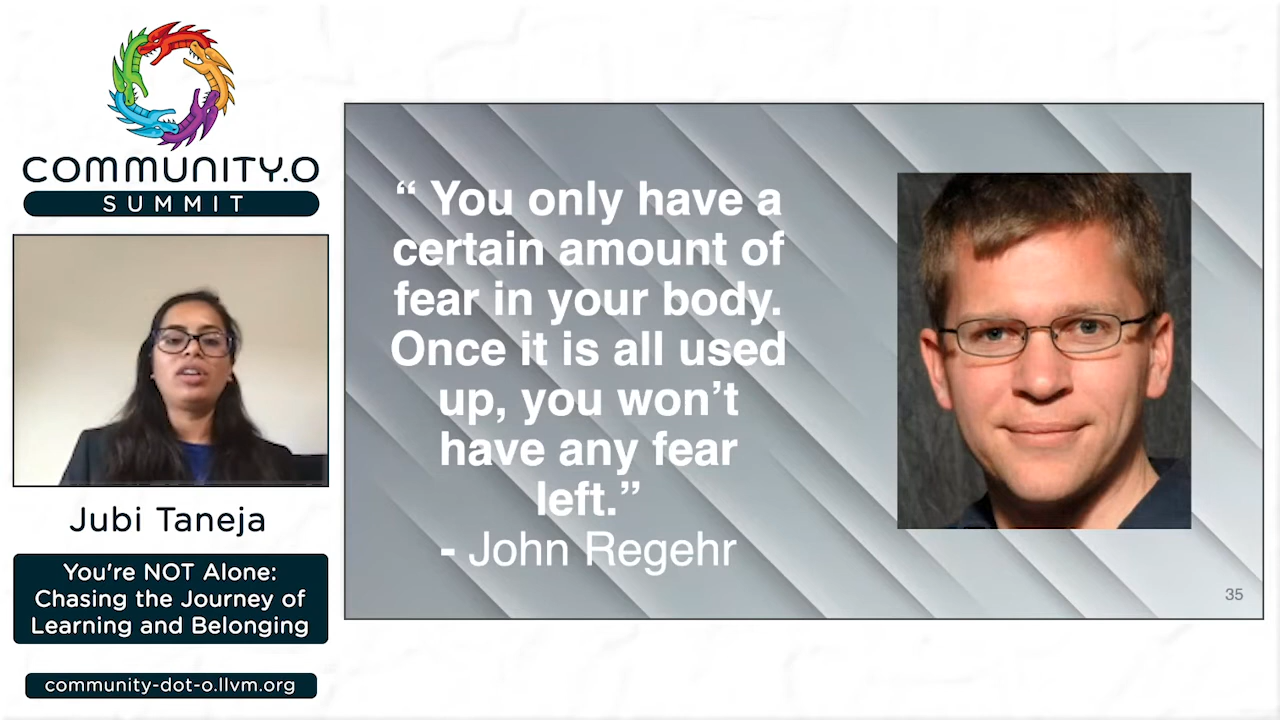 COMMUNITY.O
SUMMIT
Jubi Taneja
You're NOT Alone:
Chasing the Journey of
Learning and Belonging
community-dot-o.llvm.org
“ You only have a
certain amount of
fear in your body.
Once it is all used
up, you won’t
have any fear
left.”
- John Regehr
35